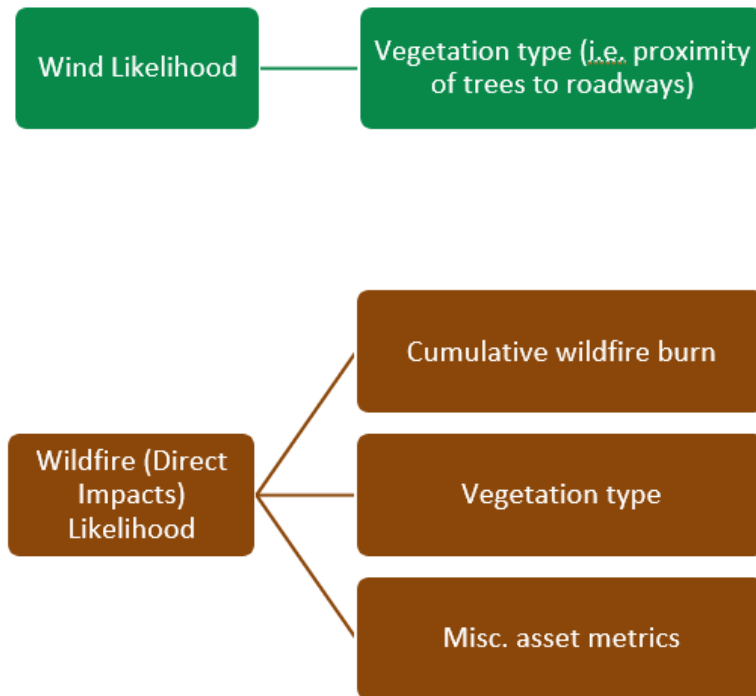 Wind Likelihood
Vegetation type (i.e. proximity
of trees to roadways)
Cumulative wildfire burn
Wildfire (Direct
Impacts)
Likelihood
Vegetation type
Misc. asset metrics